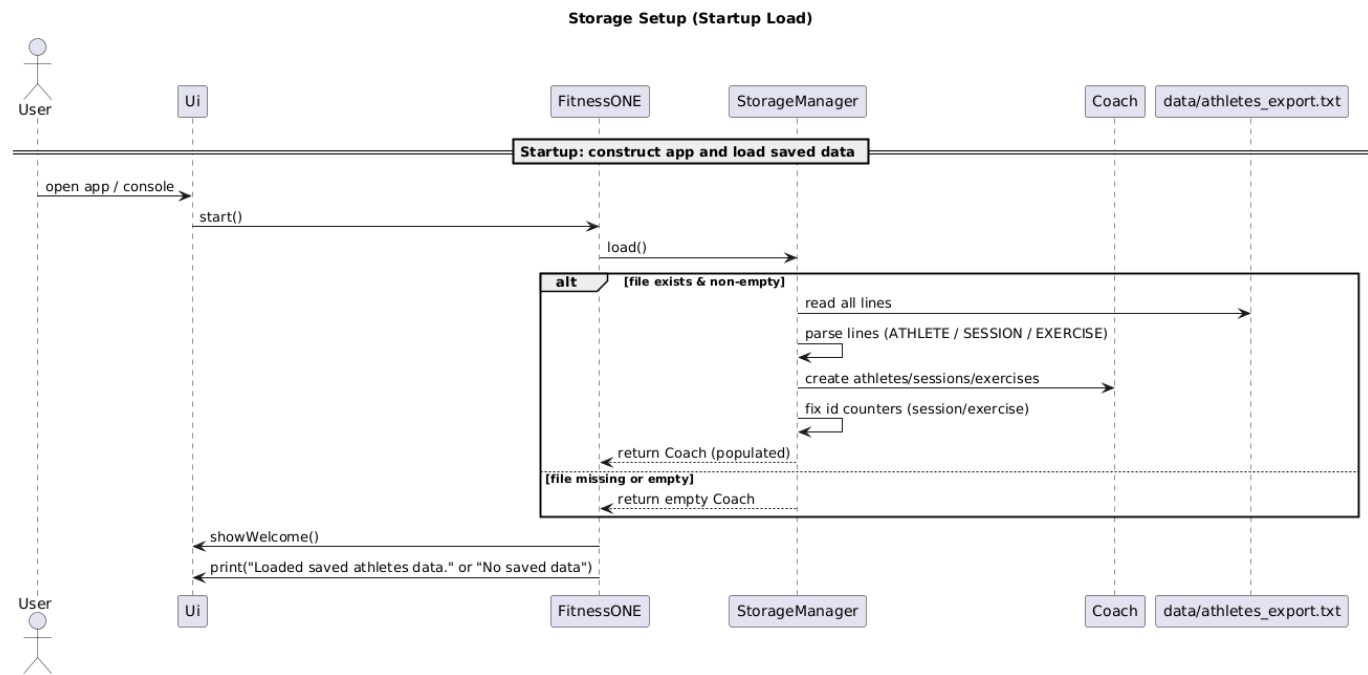 Storage Setup (Startup Load)
User
Ui
FitnessONE
StorageManager
Coach
data/athletes_export.txt
Startup: construct app and load saved data
open app / console
start()
load()
alt
[file exists & non-empty]
read all lines
parse lines (ATHLETE / SESSION / EXERCISE)
create athletes/sessions/exercises
fix id counters (session/exercise)
return Coach (populated)
[file missing or empty]
return empty Coach
showWelcome()
print("Loaded saved athletes data." or "No saved data")
User
Ui
FitnessONE
StorageManager
Coach
data/athletes_export.txt